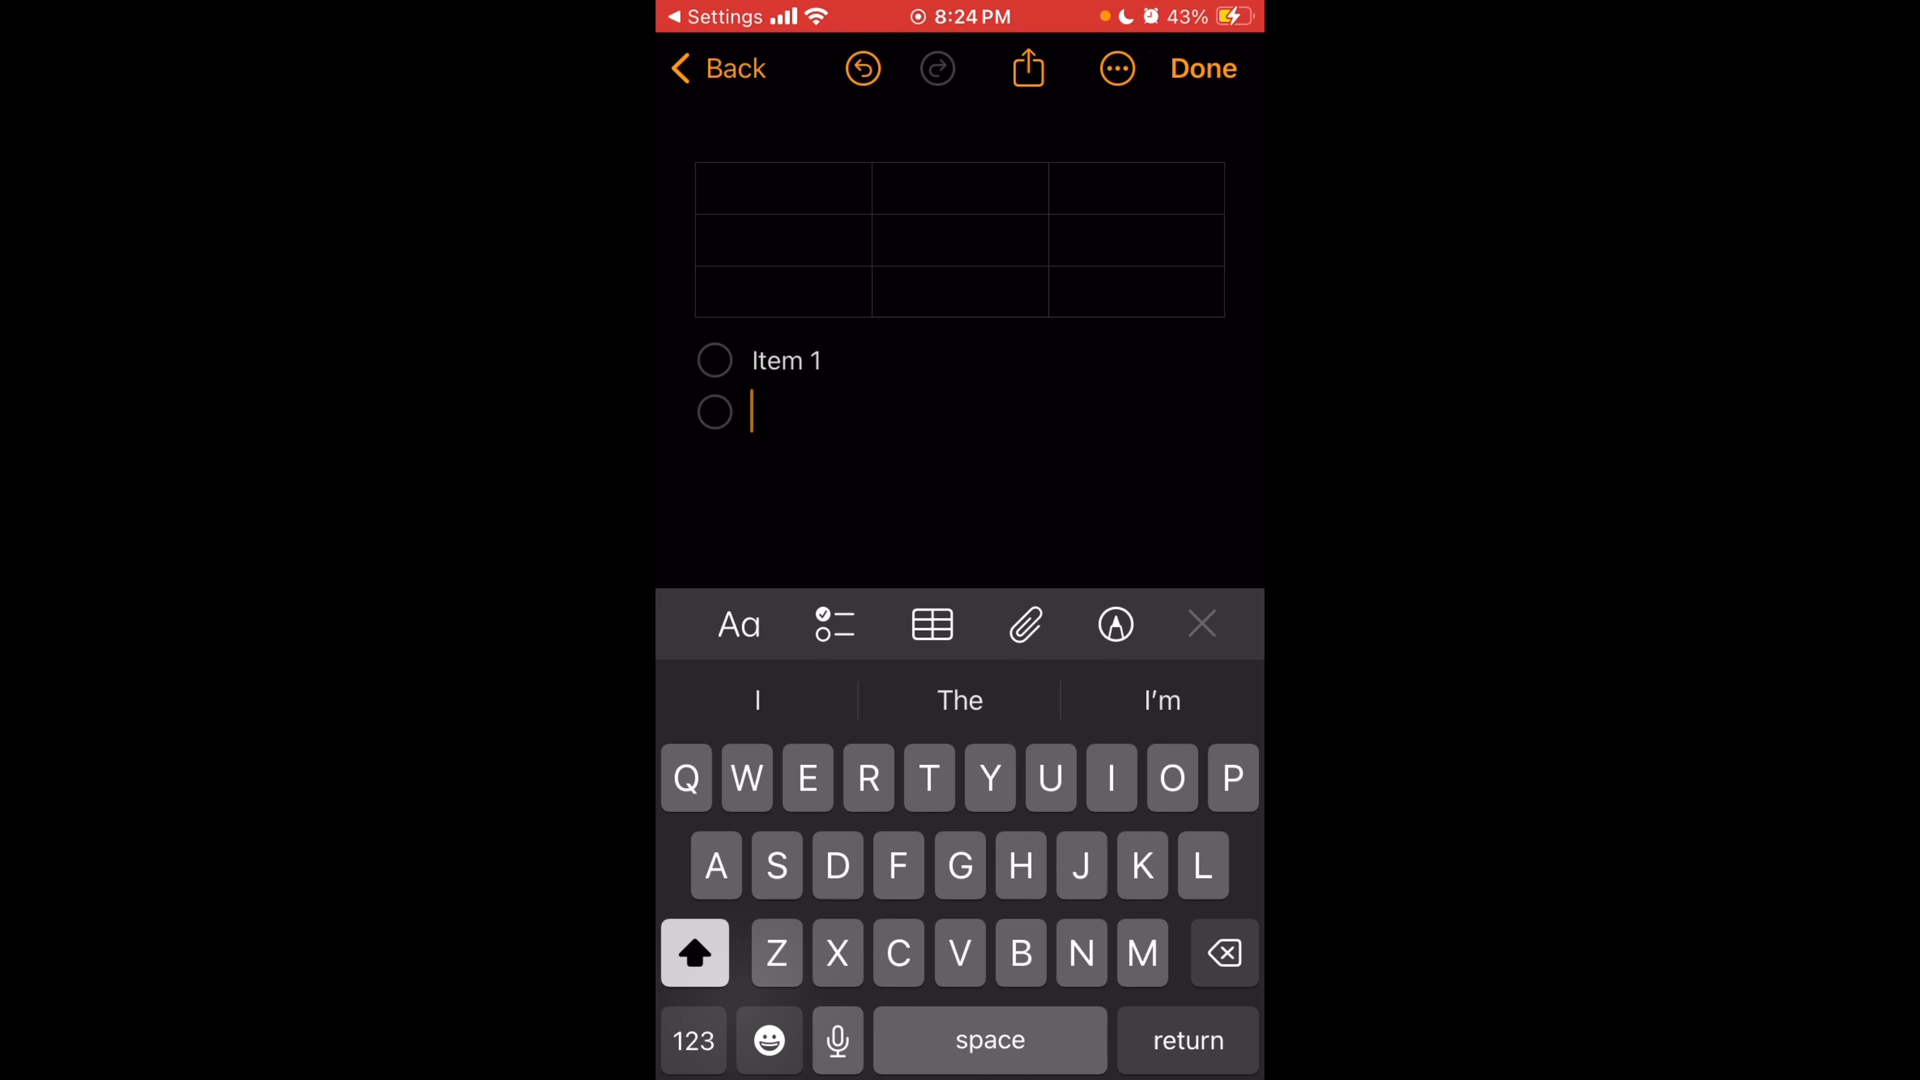 Settings 8:24 PM 43%
Back Done
Item 1
Aa
I The I’m
Q W E R T Y U I O P
A S D F G H J K L
Z X C V B N M
123 space return